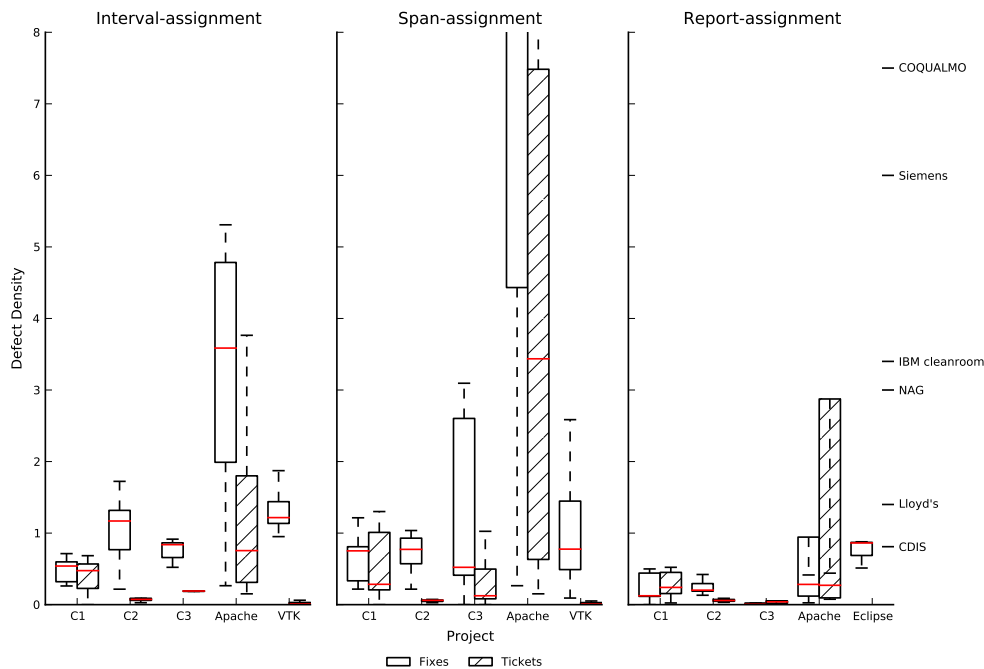 Interval-assignment Span-assignment Report-assignment
Defect Density
8
7
6
5
4
3
2
1
0
COQUALMO
Siemens
IBM cleanroom
NAG
Lloyd's
CDIS
C1 C2 C3 Apache VTK C1 C2 C3 Apache VTK C1 C2 C3 Apache Eclipse
Project
Fixes Tickets